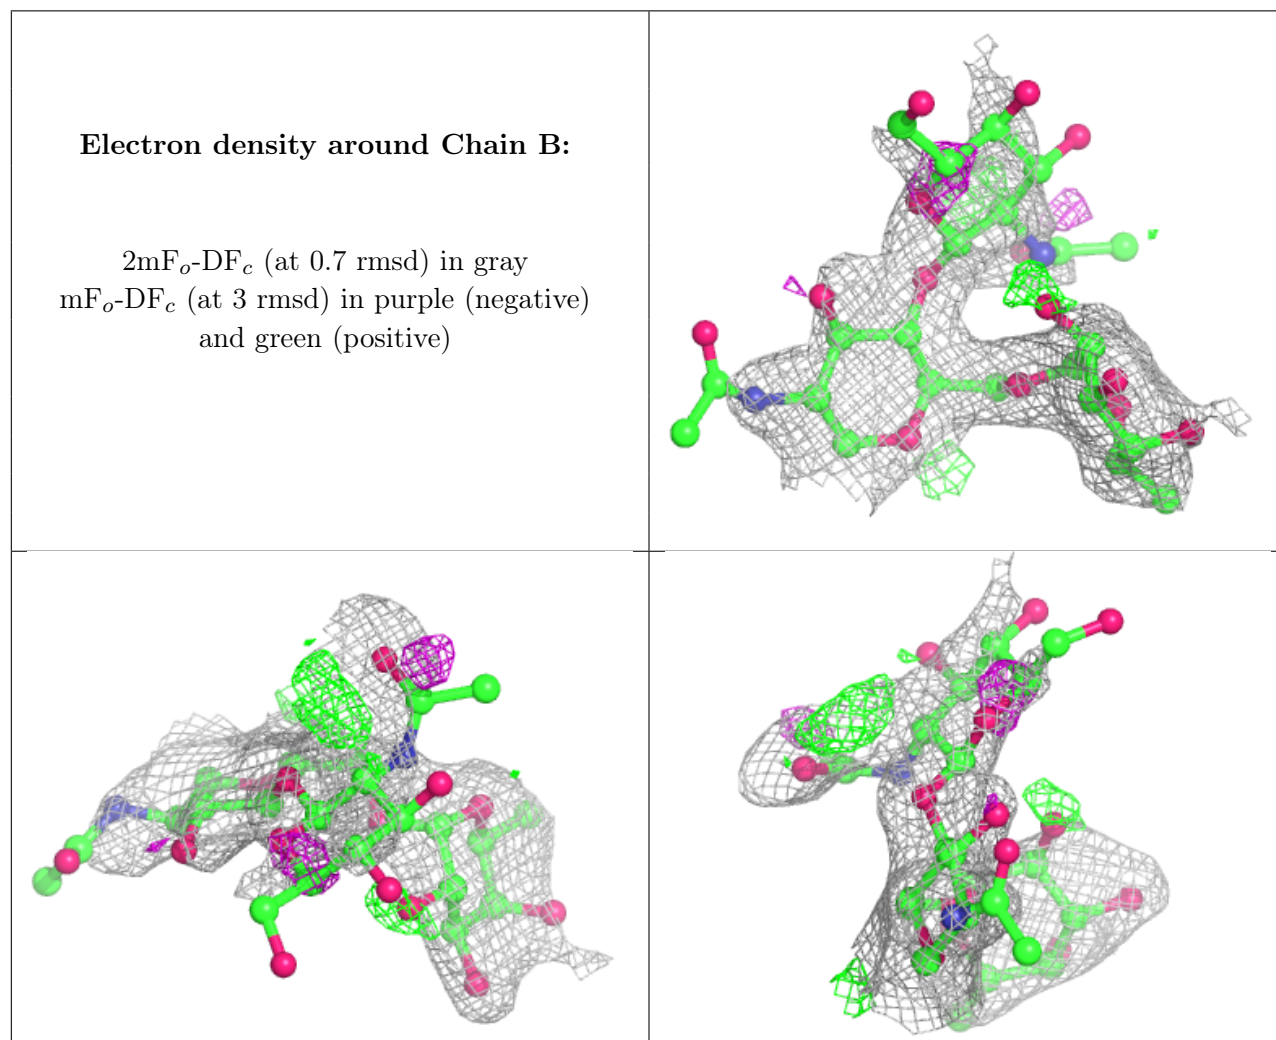 Electron density around Chain B:
2mFo-DFc (at 0.7 rmsd) in gray
mFo-DFc (at 3 rmsd) in purple (negative)
and green (positive)